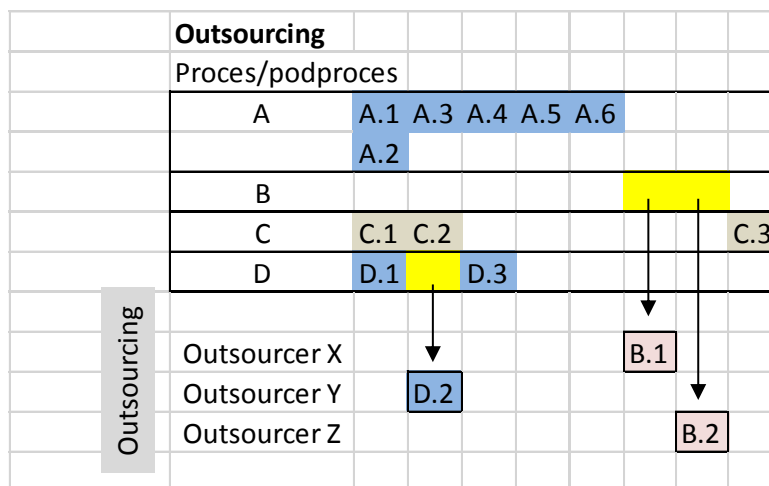 Outsourcing
Proces/podproces
A A.1 A.3 A.4 A.5 A.6
A.2
B
C C.1 C.2 C.3
D D.1 D.3
Outsourcing
Outsourcer X B.1
Outsourcer Y D.2
Outsourcer Z B.2